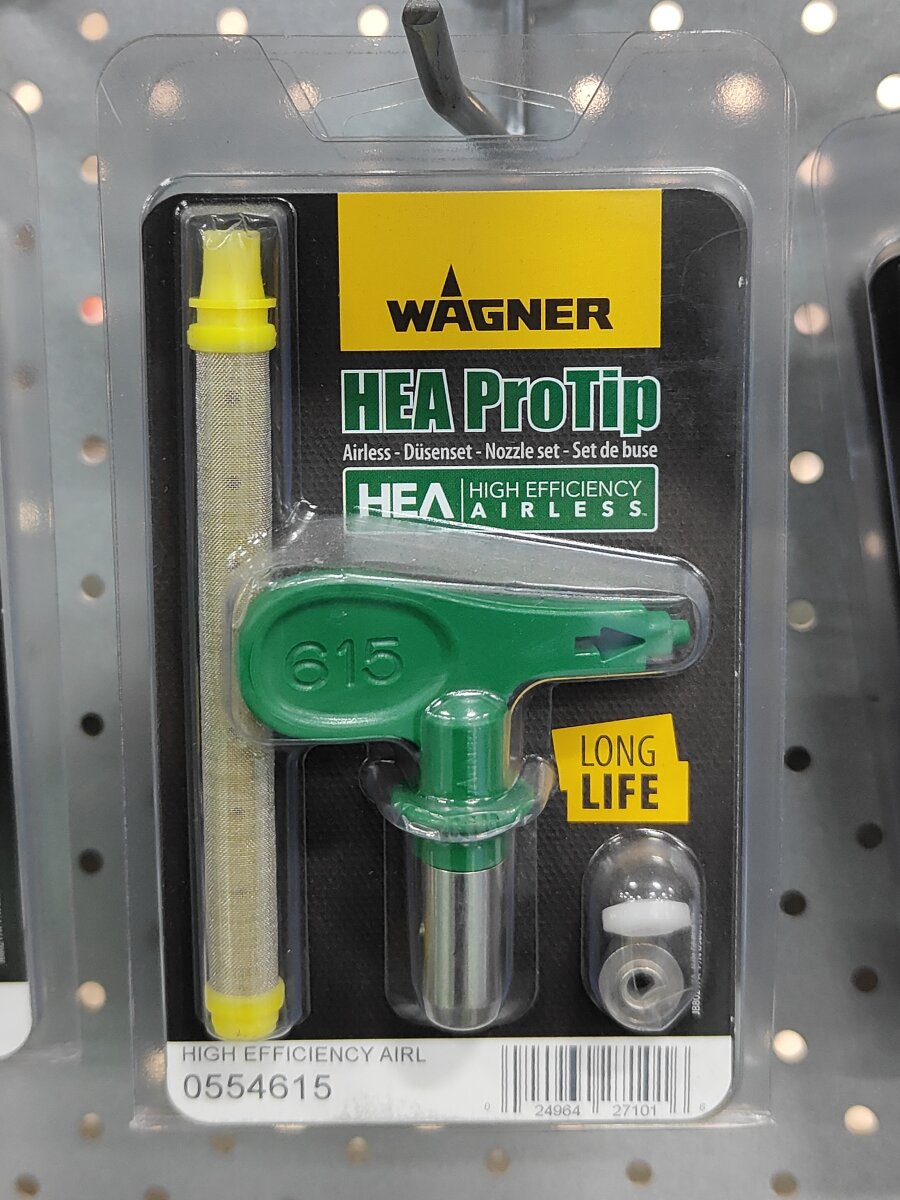 WAGNER
HEA ProTip
Airless - Düsenset - Nozzle set - Set de buse
HEA HIGH EFFICIENCY
AIRLESS
615
LONG
LIFE
HIGH EFFICIENCY AIRL
0554615
0 24964 27101 6